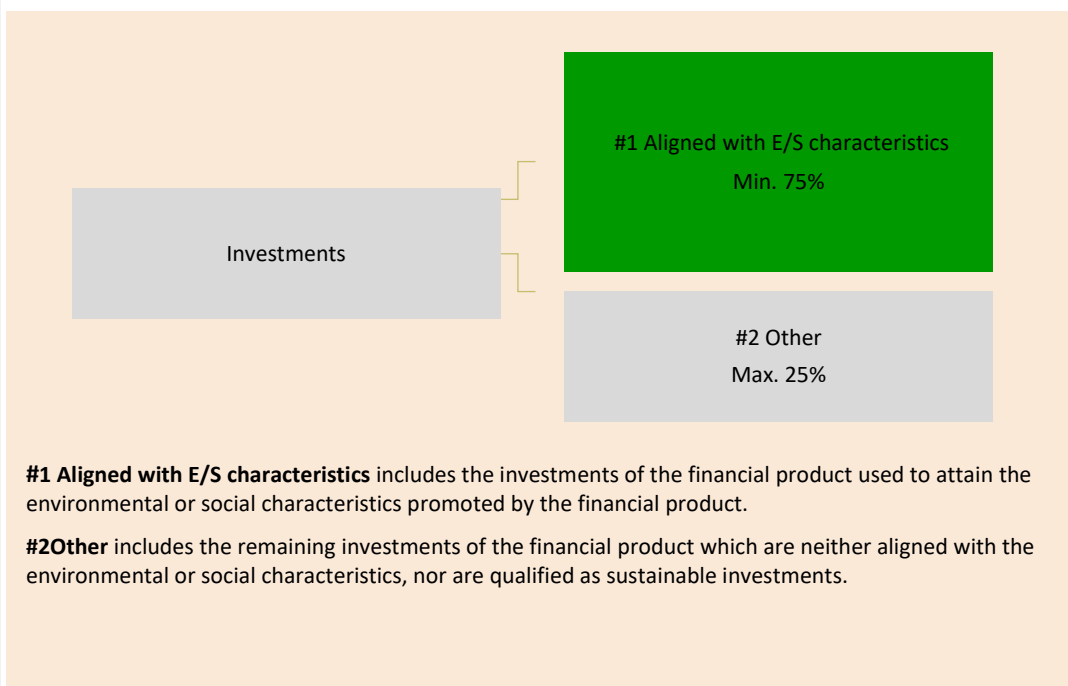 #1 Aligned with E/S characteristics
Min. 75%
Investments
#2 Other
Max. 25%
#1 Aligned with E/S characteristics includes the investments of the financial product used to attain the
environmental or social characteristics promoted by the financial product.
#2Other includes the remaining investments of the financial product which are neither aligned with the
environmental or social characteristics, nor are qualified as sustainable investments.